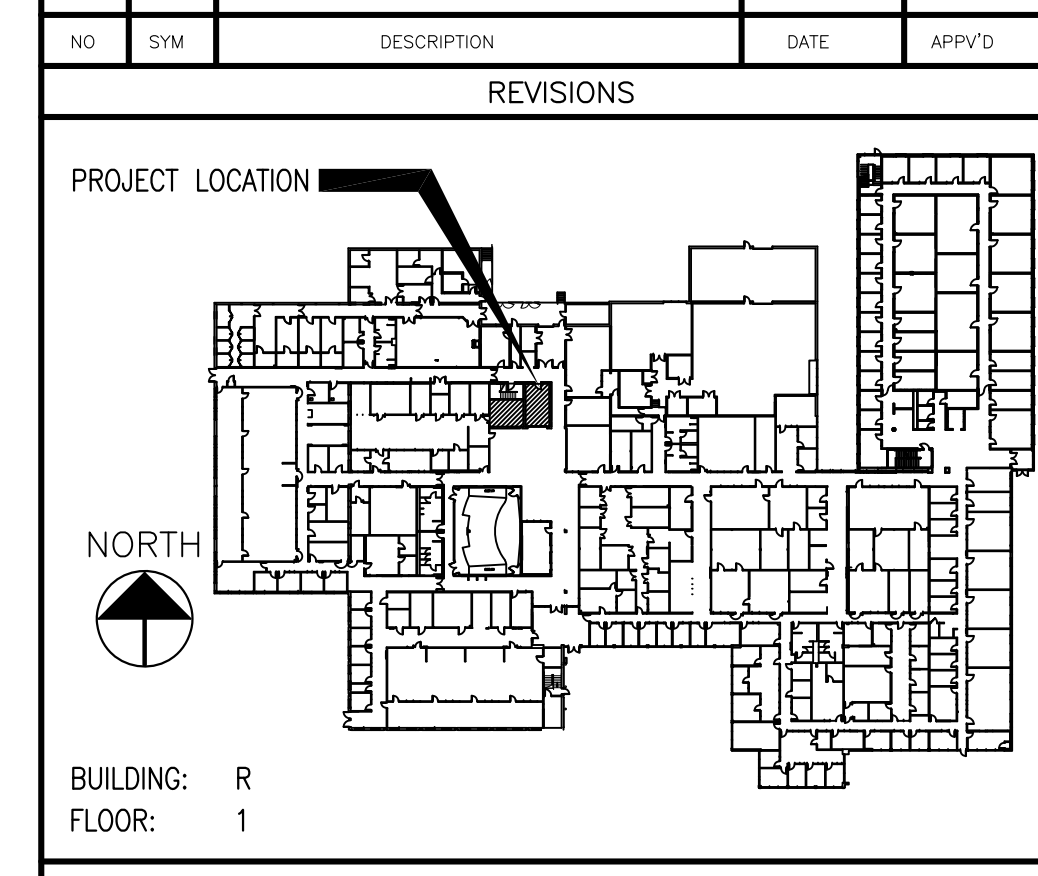 NO SYM DESCRIPTION DATE APPV'D
REVISIONS
PROJECT LOCATION
NORTH
BUILDING: R
FLOOR: 1